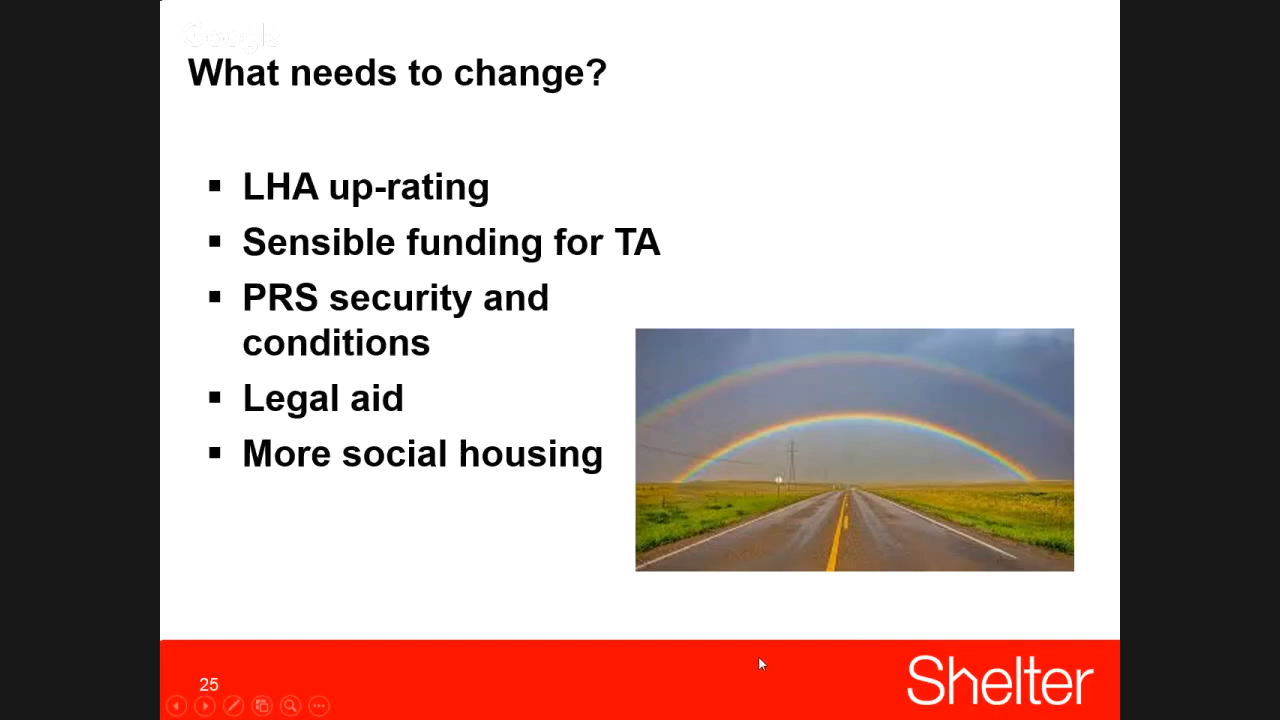 Google
What needs to change?
▪ LHA up-rating
▪ Sensible funding for TA
▪ PRS security and
conditions
▪ Legal aid
▪ More social housing
25
Shelter